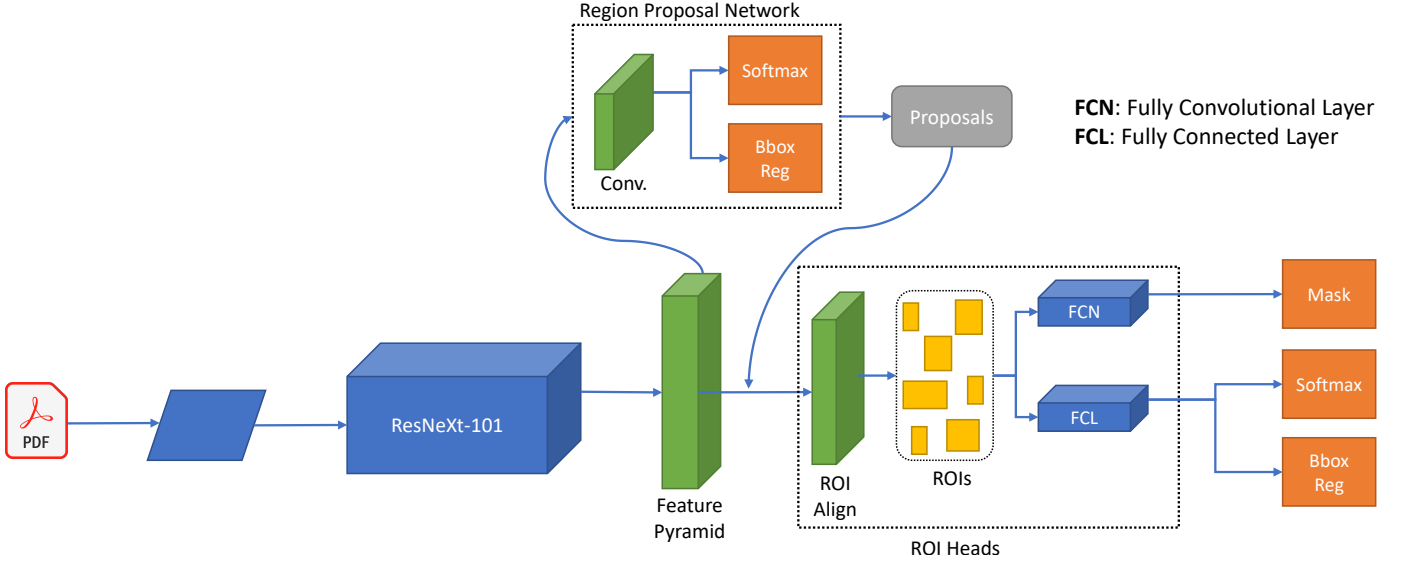 Region Proposal Network
Softmax
Bbox
Reg
Conv.
Proposals
FCN: Fully Convolutional Layer
FCL: Fully Connected Layer
PDF
ResNeXt-101
Feature
Pyramid
ROI
Align
ROIs
FCN
FCL
ROI Heads
Mask
Softmax
Bbox
Reg